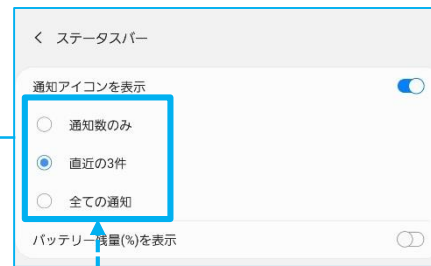 ステータスバー
通知アイコンを表示
通知数のみ
直近の3件
全ての通知
バッテリー残量(%)を表示